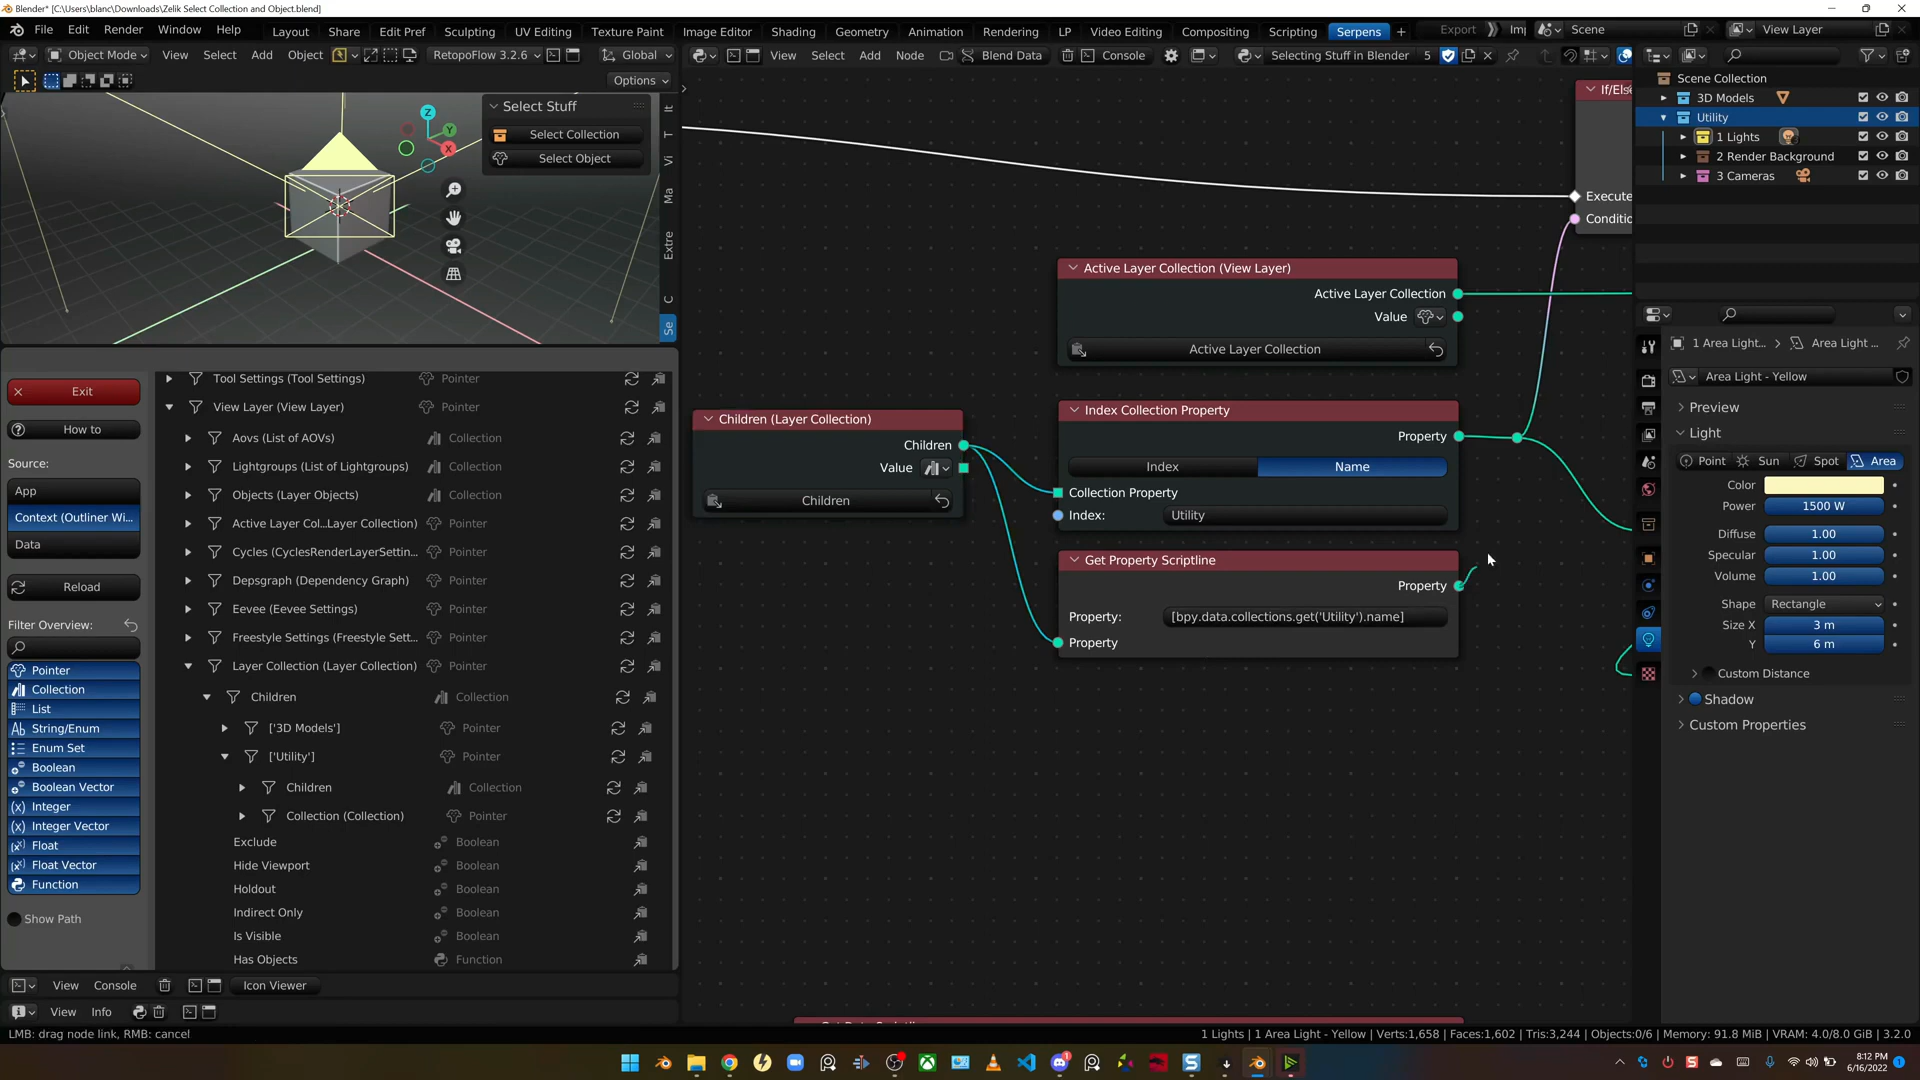 Blender* [C:\Users\blanc\Downloads\Zelik Select Collection and Object.blend]
File Edit Render Window Help Layout Share Edit Pref Sculpting UV Editing Texture Paint Image Editor Shading Geometry Animation Rendering LP Video Editing Compositing Scripting Serpens + Export Scene View Layer
Object Mode View Select Add Object RetopoFlow 3.2.6 Global View Select Add Node Blend Data Console Selecting Stuff in Blender 5
Options
Select Stuff
Select Collection
Select Object
Z
Y
X
It
T
Vi
Ma
Extre
C
Se
Exit
How to
Source:
App
Context (Outliner Wi...
Data
Reload
Filter Overview:
Pointer
Collection
List
String/Enum
Enum Set
Boolean
Boolean Vector
Integer
Integer Vector
Float
Float Vector
Function
Show Path
Tool Settings (Tool Settings) Pointer
View Layer (View Layer) Pointer
Aovs (List of AOVs) Collection
Lightgroups (List of Lightgroups) Collection
Objects (Layer Objects) Collection
Active Layer Col...Layer Collection) Pointer
Cycles (CyclesRenderLayerSettin... Pointer
Depsgraph (Dependency Graph) Pointer
Eevee (Eevee Settings) Pointer
Freestyle Settings (Freestyle Sett... Pointer
Layer Collection (Layer Collection) Pointer
Children Collection
['3D Models'] Pointer
['Utility'] Pointer
Children Collection
Collection (Collection) Pointer
Exclude Boolean
Hide Viewport Boolean
Holdout Boolean
Indirect Only Boolean
Is Visible Boolean
Has Objects Function
View Console Icon Viewer
View Info
Children (Layer Collection)
Children
Value
Children
Active Layer Collection (View Layer)
Active Layer Collection
Value
Active Layer Collection
Index Collection Property
Property
Index Name
Collection Property
Index: Utility
Get Property Scriptline
Property
Property: [bpy.data.collections.get('Utility').name]
Property
Execute
Scene Collection
3D Models
Utility
1 Lights
2 Render Background
3 Cameras
1 Area Light... > Area Light ...
Area Light - Yellow
Preview
Light
Point Sun Spot Area
Color
Power 1500 W
Diffuse 1.00
Specular 1.00
Volume 1.00
Shape Rectangle
Size X 3 m
Y 6 m
Custom Distance
Shadow
Custom Properties
LMB: drag node link, RMB: cancel 1 Lights | 1 Area Light - Yellow | Verts:1,658 | Faces:1,602 | Tris:3,244 | Objects:0/6 | Memory: 91.8 MiB | VRAM: 4.0/8.0 GiB | 3.2.0
8:12 PM
6/16/2022